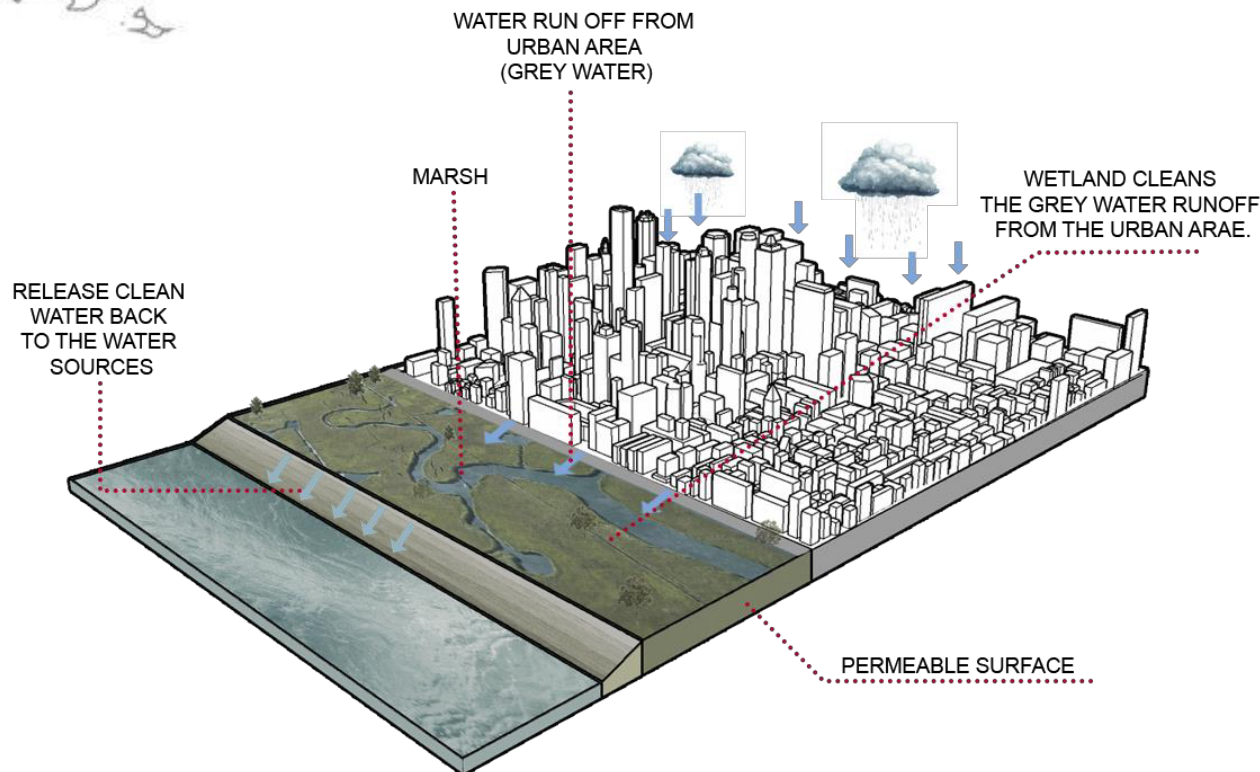 WATER RUN OFF FROM
URBAN AREA
(GREY WATER)
MARSH
WETLAND CLEANS
THE GREY WATER RUNOFF
FROM THE URBAN ARAE.
RELEASE CLEAN
WATER BACK
TO THE WATER
SOURCES
PERMEABLE SURFACE